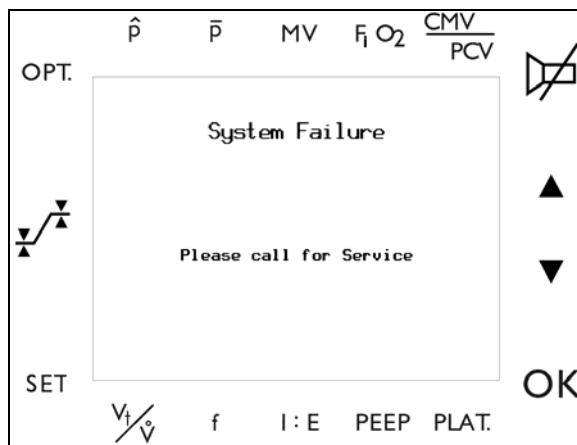 p̂ p̄ MV FiO2 CMV/PCV
OPT.
System Failure
Please call for Service
SET OK
Vt/V̊ f I : E PEEP PLAT.